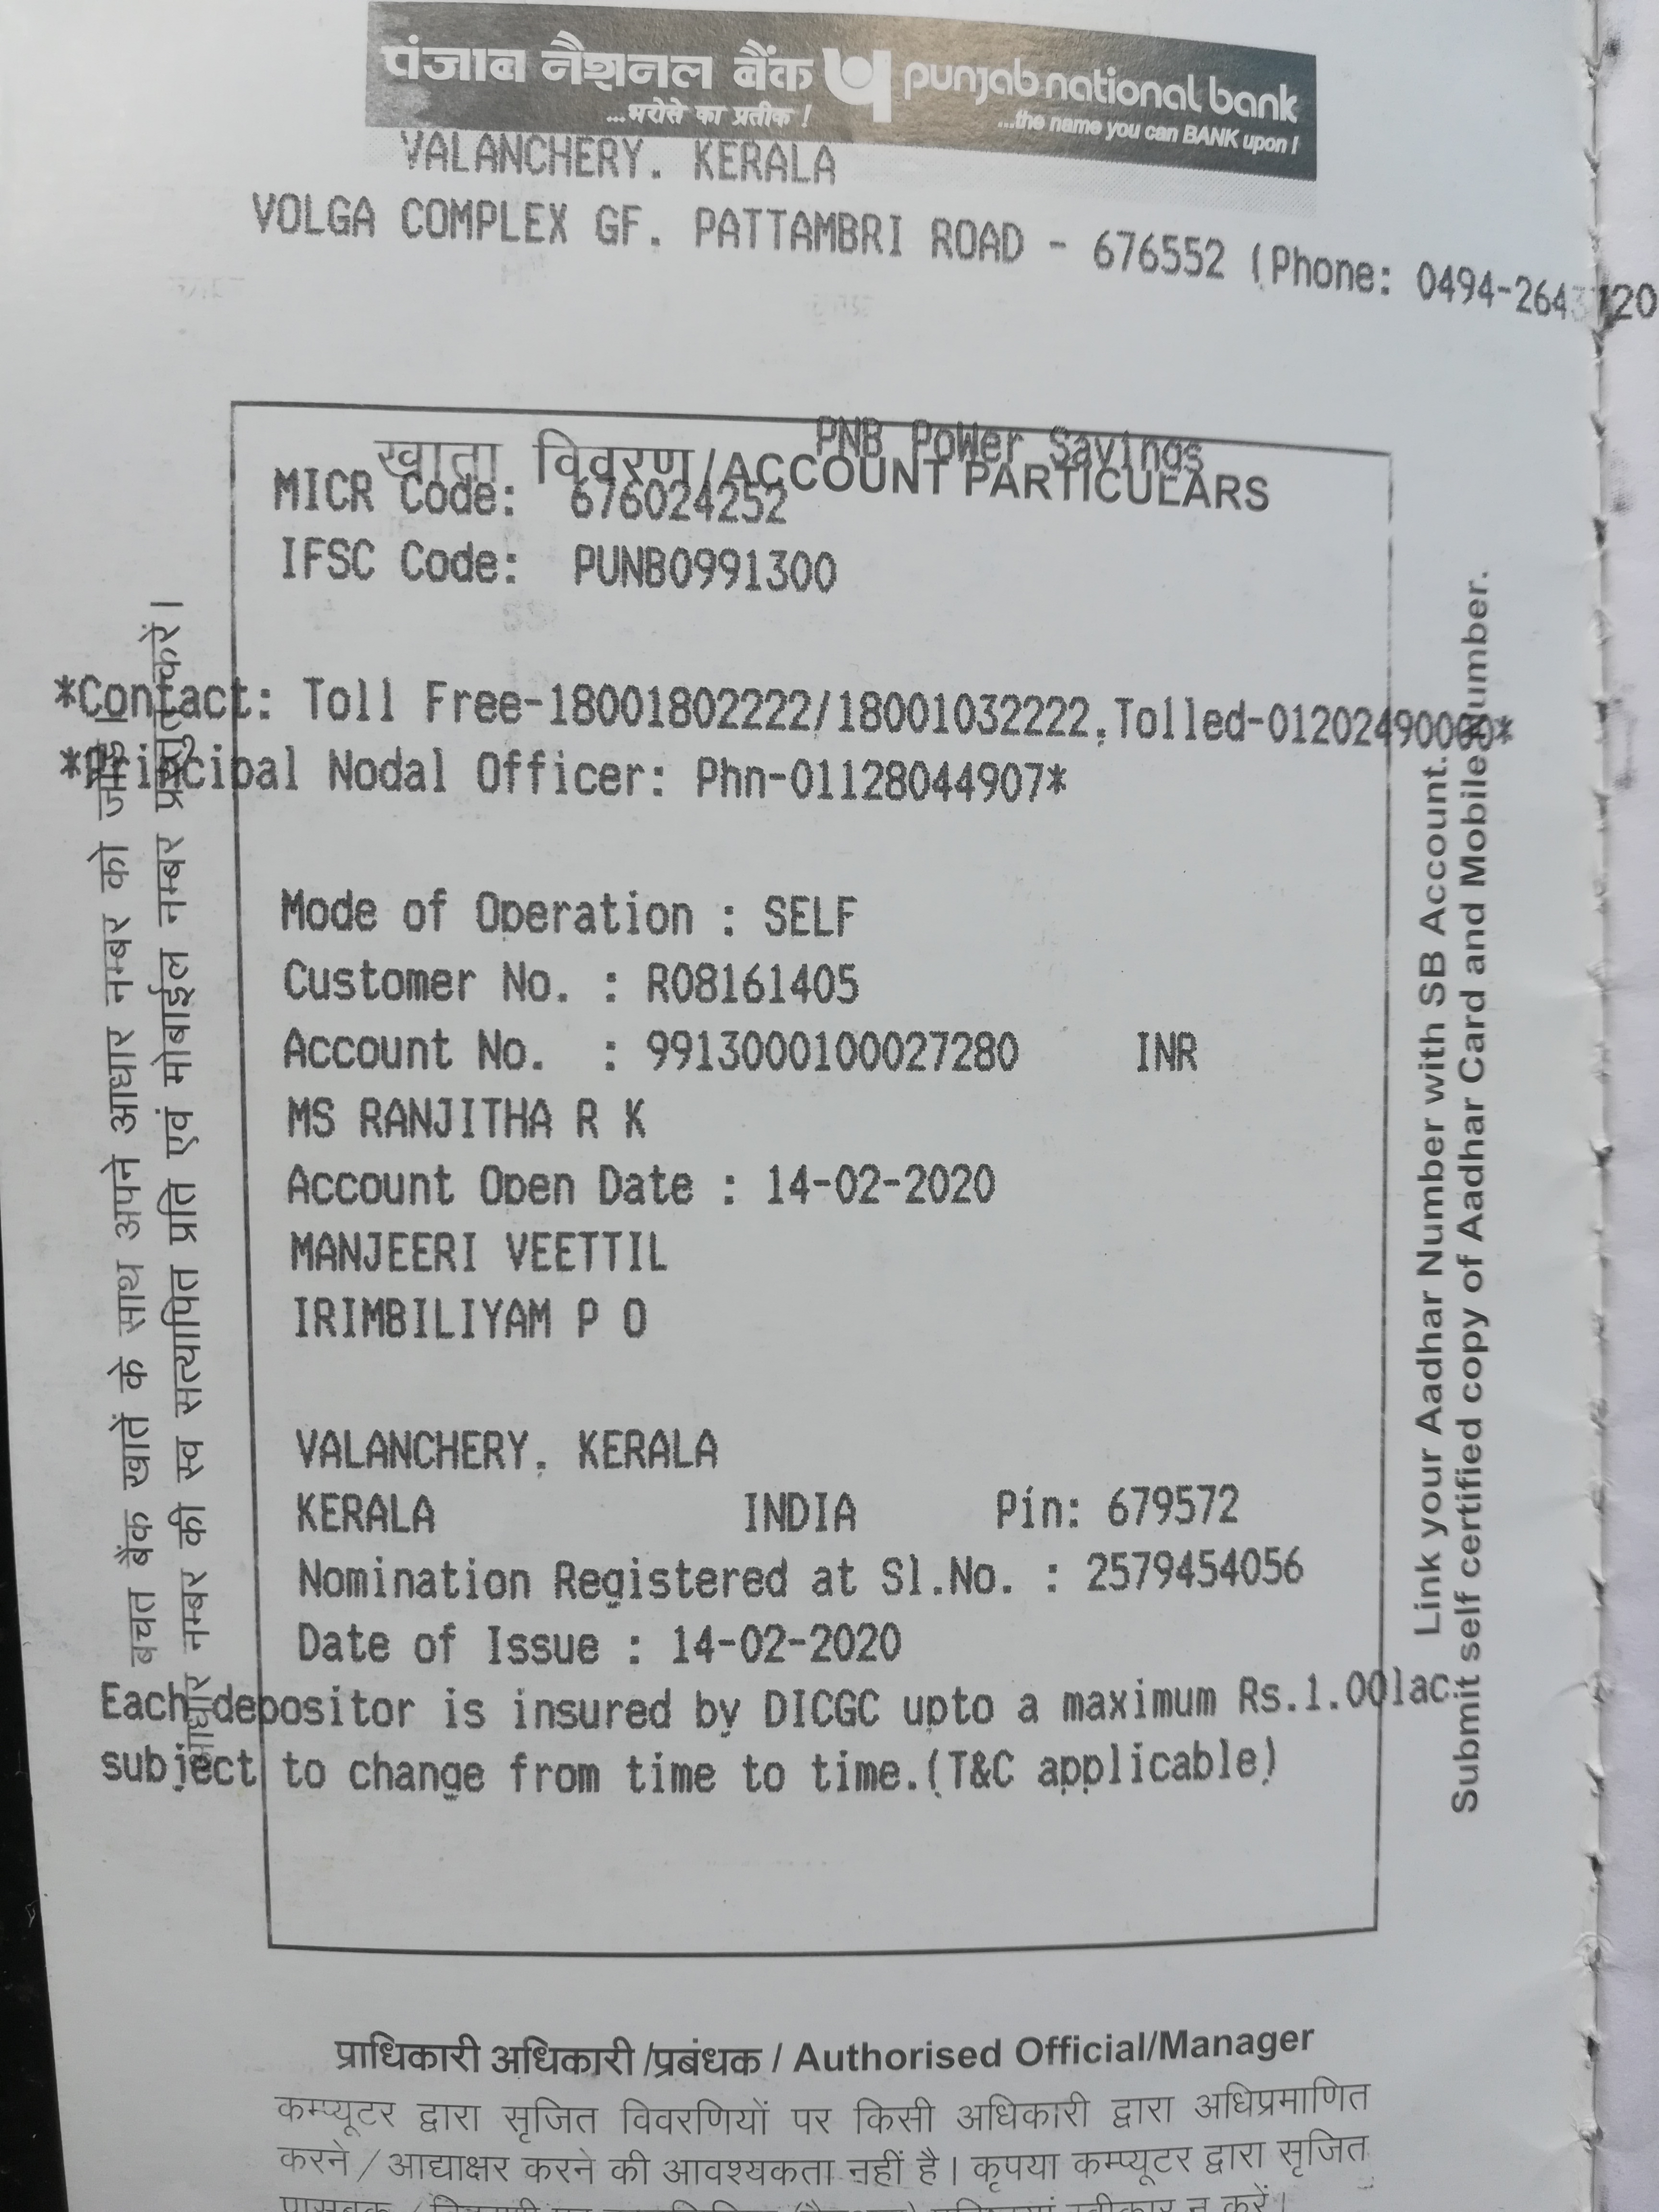 पंजाब नैशनल बैंक punjab national bank
...भरोसे का प्रतीक ! ...the name you can BANK upon !
VALANCHERY, KERALA
VOLGA COMPLEX GF, PATTAMBRI ROAD - 676552 (Phone:
PNB PoWer Savings
खाता विवरण/ACCOUNT PARTICULARS
MICR Code: 676024252
IFSC Code: PUNB0991300
*Contact: Toll Free-18001802222/18001032222,Tolled-01202490000*
*Principal Nodal Officer: Phn-01128044907*
Mode of Operation : SELF
Customer No. : R08161405
Account No. : 9913000100027280 INR
MS RANJITHA R K
Account Open Date : 14-02-2020
MANJEERI VEETTIL
IRIMBILIYAM P O
VALANCHERY, KERALA
KERALA INDIA Pin: 679572
Nomination Registered at Sl.No. : 2579454056
Date of Issue : 14-02-2020
Each depositor is insured by DICGC upto a maximum Rs.1.00lac
subject to change from time to time.(T&C applicable)
बचत बैंक खातें के साथ अपने आधार नम्बर को जोड़ें।
आधार नम्बर की स्व सत्यापित प्रति एवं मोबाईल नम्बर प्रस्तुत करें।
Link your Aadhar Number with SB Account.
Submit self certified copy of Aadhar Card and Mobile Number.
प्राधिकारी अधिकारी/प्रबंधक / Authorised Official/Manager
कम्प्यूटर द्वारा सृजित विवरणियों पर किसी अधिकारी द्वारा अधिप्रमाणित
करने/आद्याक्षर करने की आवश्यकता नहीं है। कृपया कम्प्यूटर द्वारा सृजित